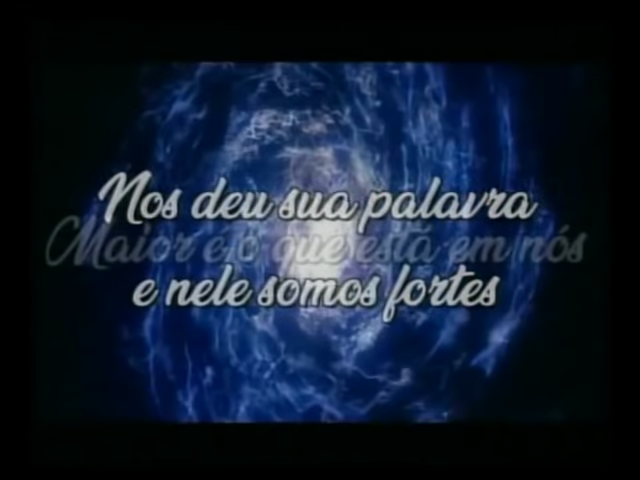 Nos deu sua palavra
Maior é o que está em nós
e nele somos fortes